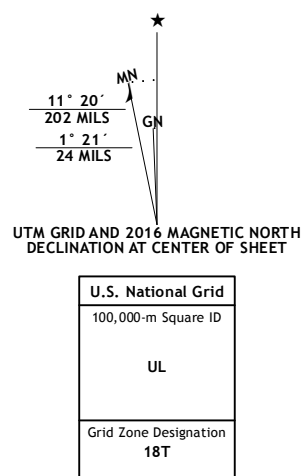 ★
MN
GN
11° 20´
202 MILS
1° 21´
24 MILS
UTM GRID AND 2016 MAGNETIC NORTH
DECLINATION AT CENTER OF SHEET
U.S. National Grid
100,000-m Square ID
UL
Grid Zone Designation
18T